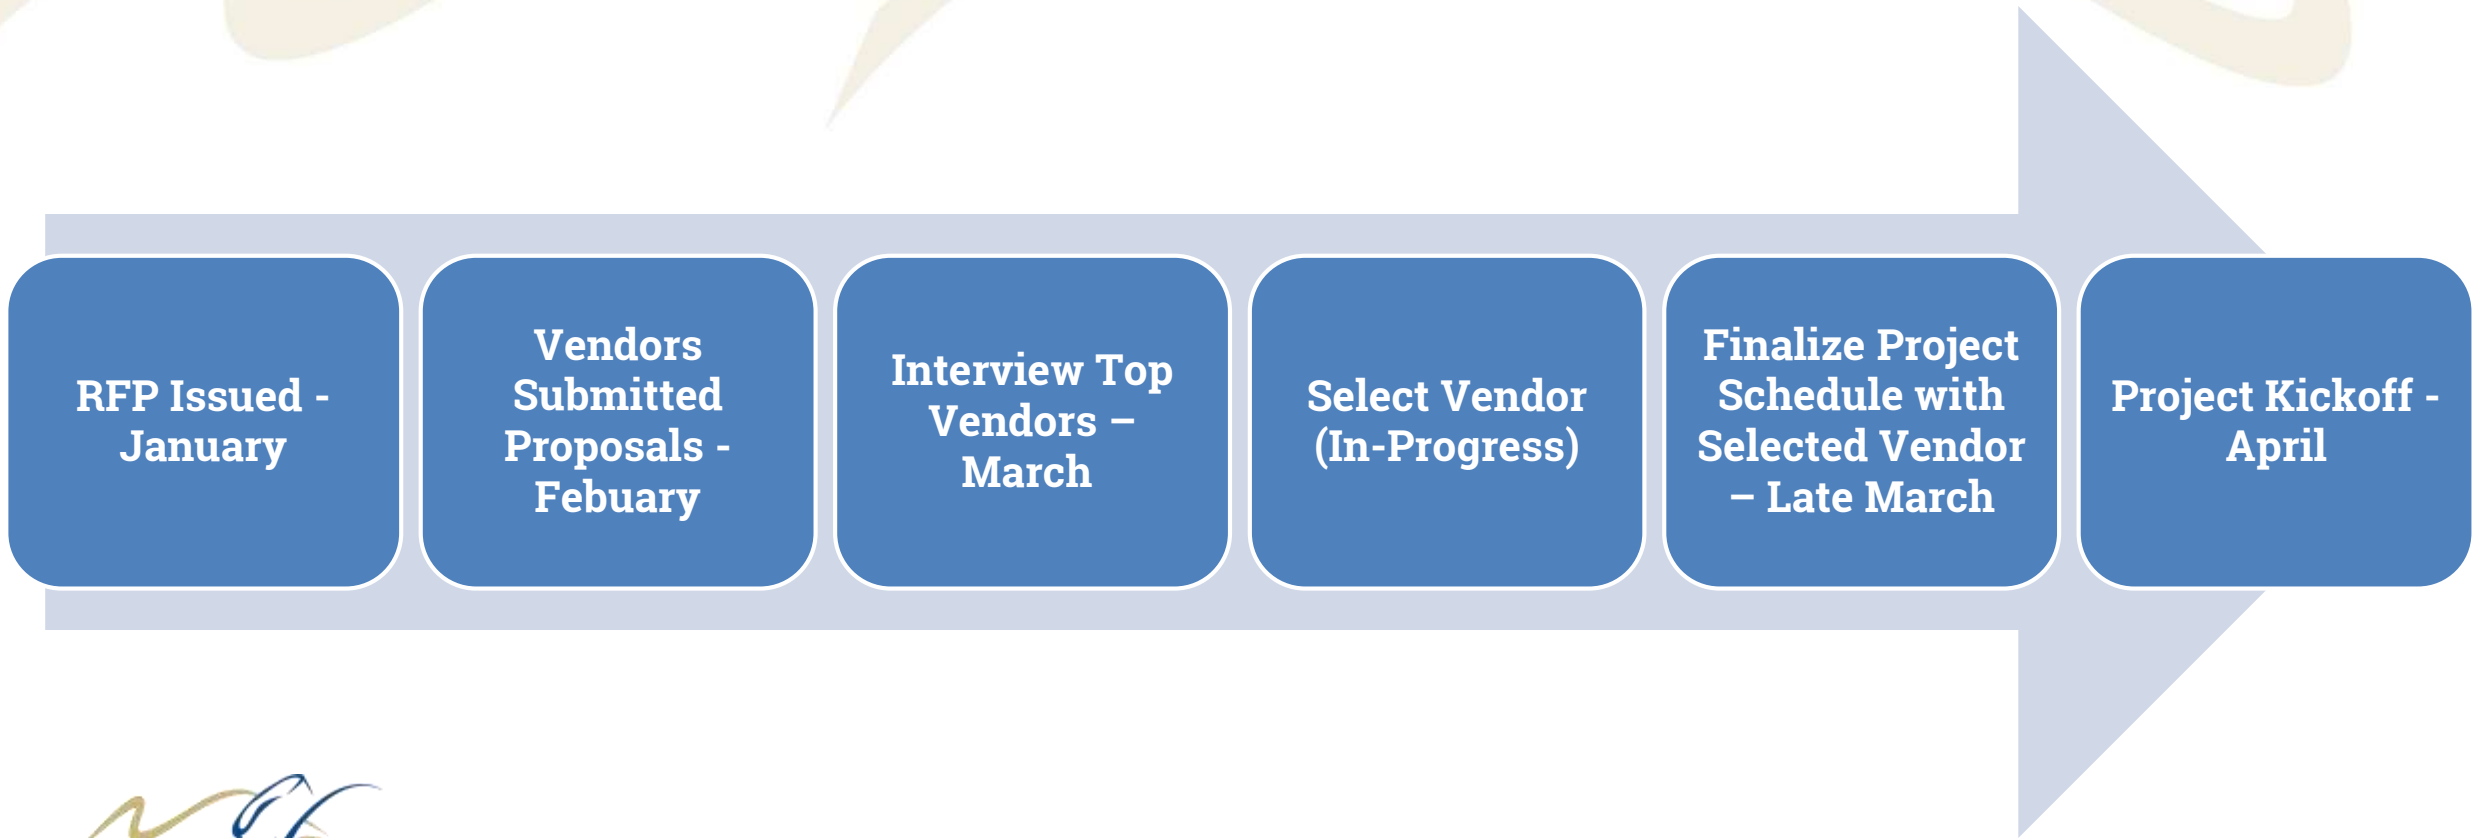 RFP Issued -
January
Vendors
Submitted
Proposals -
Febuary
Interview Top
Vendors –
March
Select Vendor
(In-Progress)
Finalize Project
Schedule with
Selected Vendor
– Late March
Project Kickoff -
April